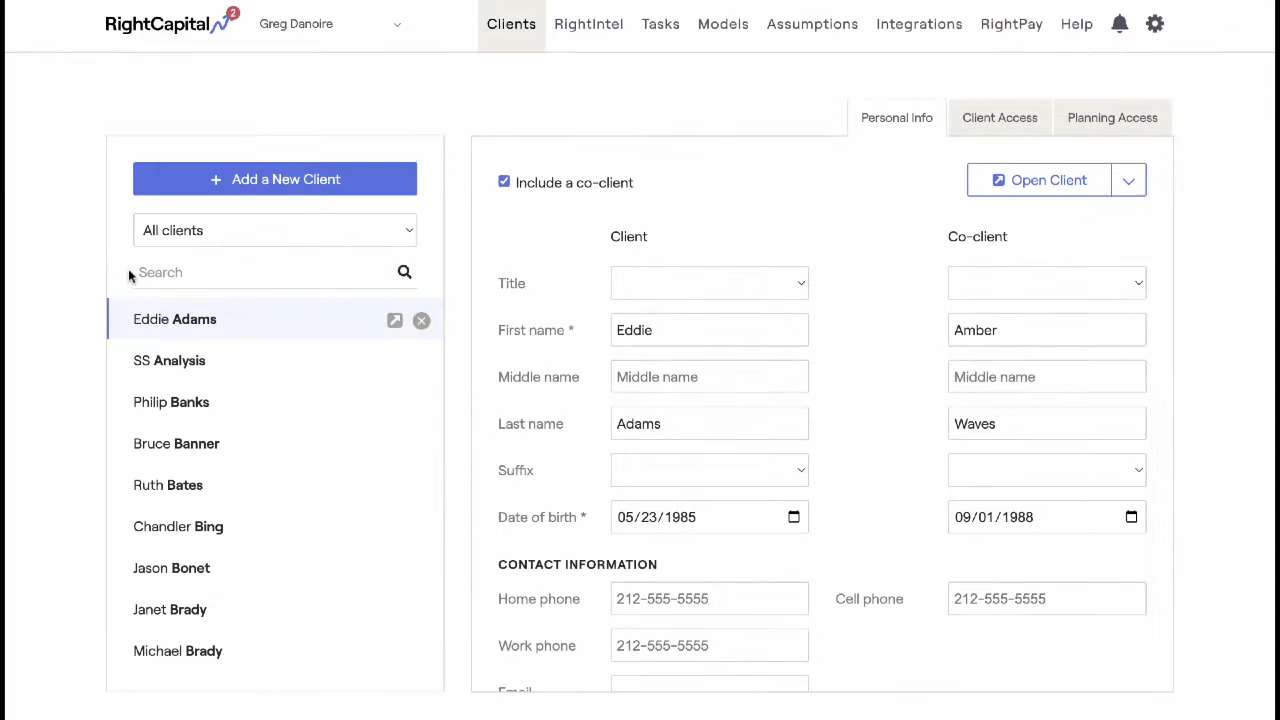 RightCapital 2 Greg Danoire Clients RightIntel Tasks Models Assumptions Integrations RightPay Help
Personal Info Client Access Planning Access
+ Add a New Client
All clients
Search
Eddie Adams
SS Analysis
Philip Banks
Bruce Banner
Ruth Bates
Chandler Bing
Jason Bonet
Janet Brady
Michael Brady
Include a co-client Open Client
Client Co-client
Title
First name * Eddie Amber
Middle name Middle name Middle name
Last name Adams Waves
Suffix
Date of birth * 05/23/1985 09/01/1988
CONTACT INFORMATION
Home phone 212-555-5555 Cell phone 212-555-5555
Work phone 212-555-5555
Email